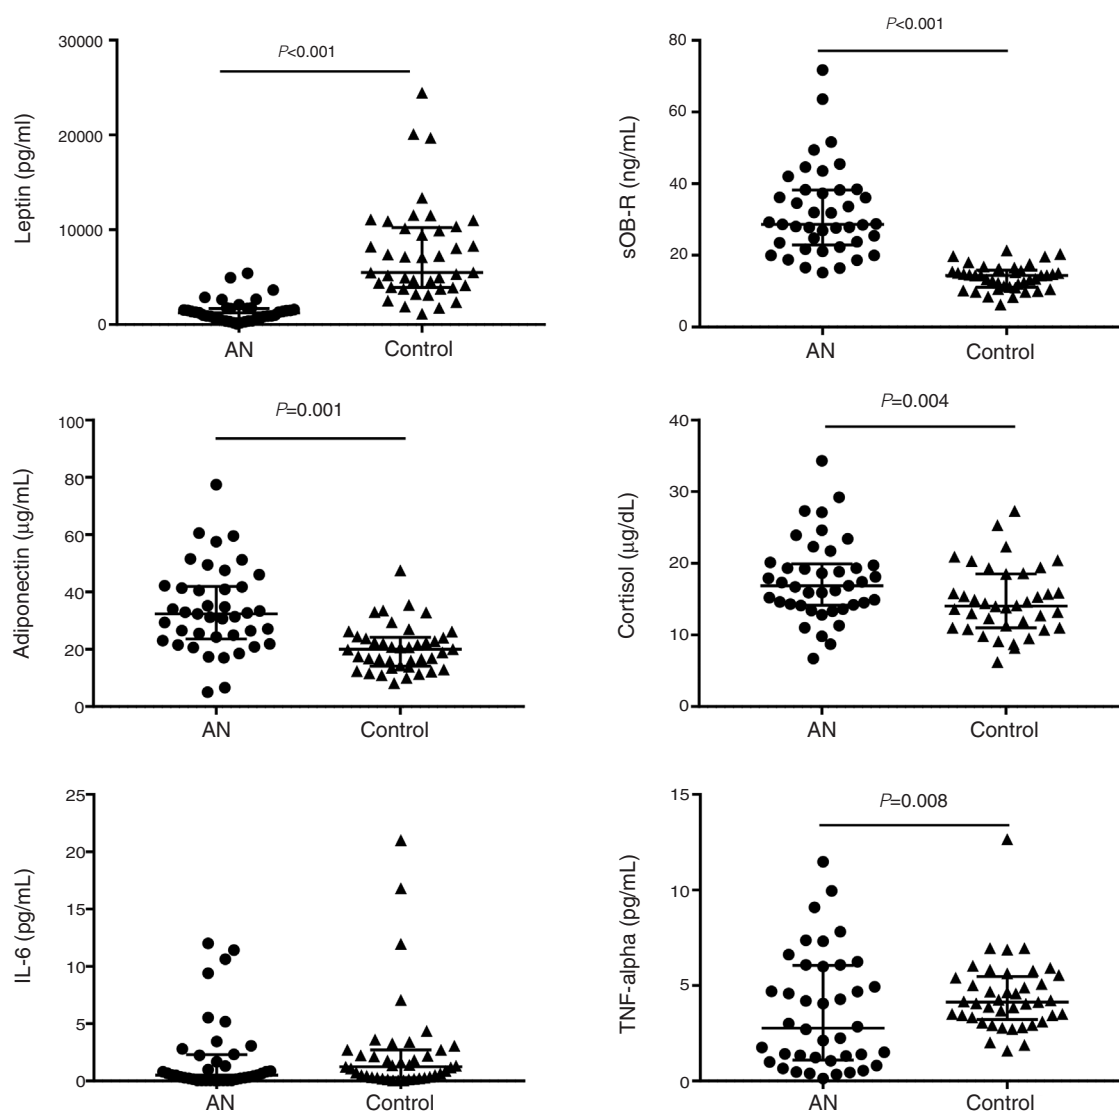 P<0.001
Leptin (pg/ml)
30000
20000
10000
0
AN
Control
P<0.001
sOB-R (ng/mL)
80
60
40
20
0
AN
Control
P=0.001
Adiponectin (μg/mL)
100
80
60
40
20
0
AN
Control
P=0.004
Cortisol (μg/dL)
40
30
20
10
0
AN
Control
IL-6 (pg/mL)
25
20
15
10
5
0
AN
Control
P=0.008
TNF-alpha (pg/mL)
15
10
5
0
AN
Control